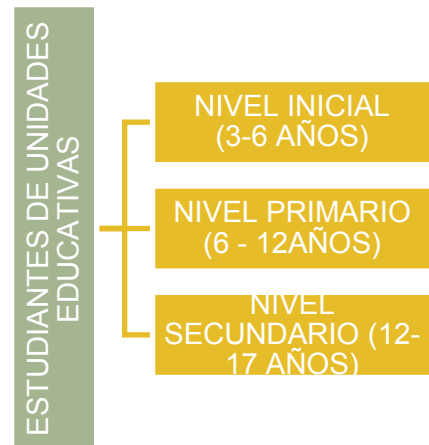 ESTUDIANTES DE UNIDADES
EDUCATIVAS
NIVEL INICIAL
(3-6 AÑOS)
NIVEL PRIMARIO
(6 - 12AÑOS)
NIVEL
SECUNDARIO (12-
17 AÑOS)